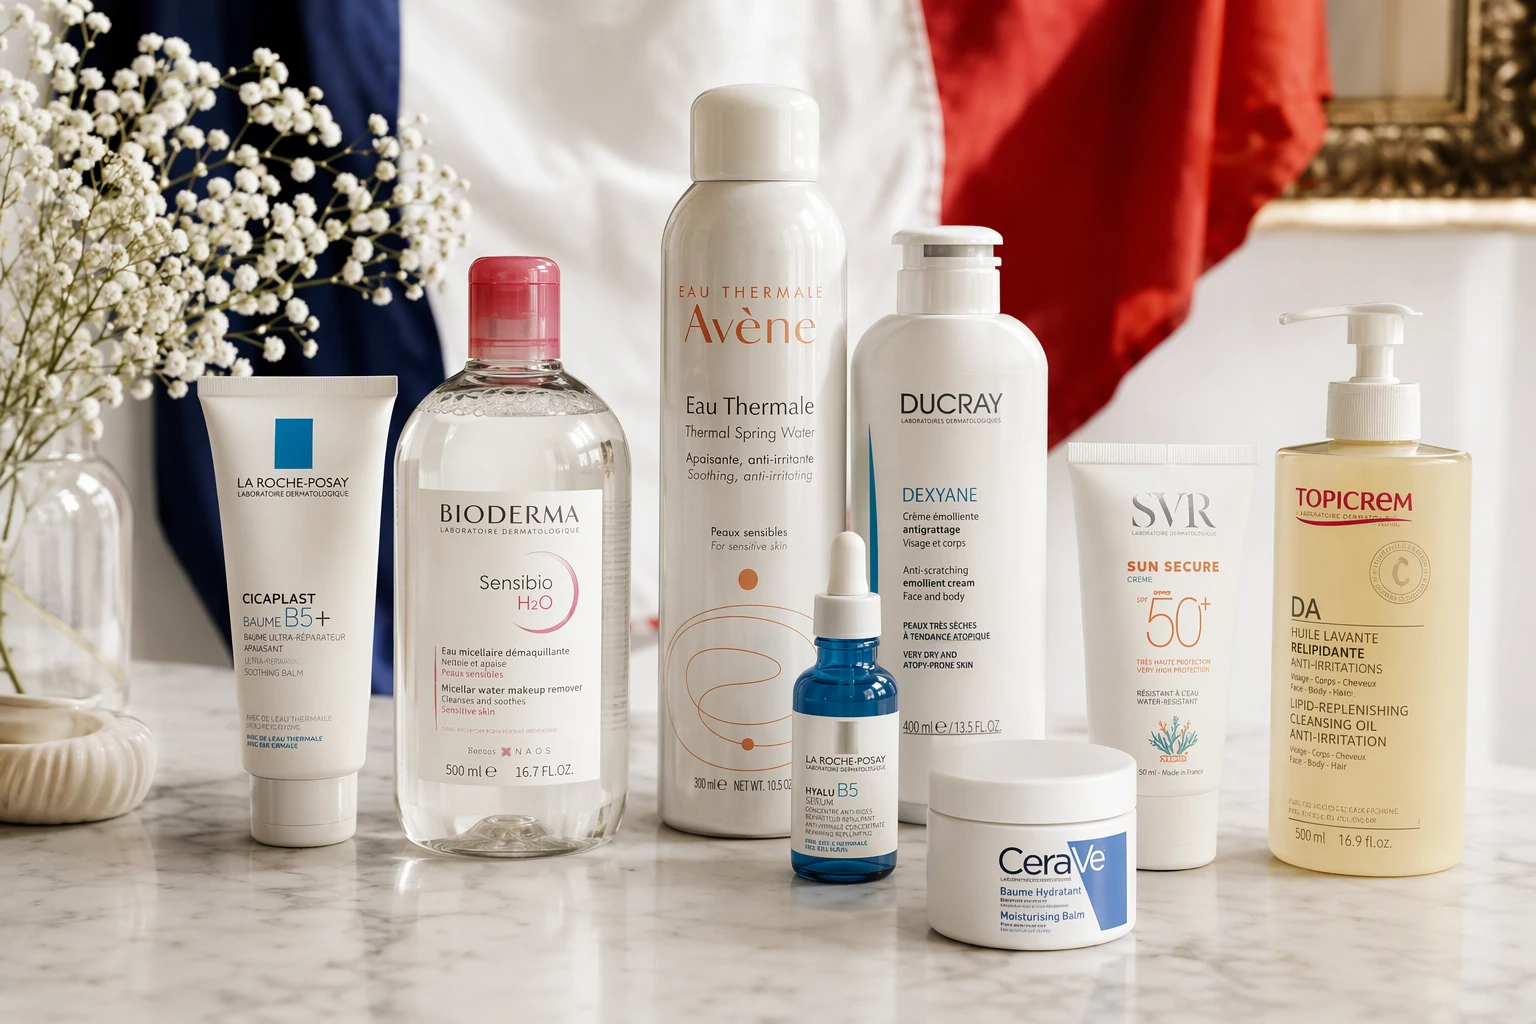 LA ROCHE-POSAY
LABORATOIRE DERMATOLOGIQUE
CICAPLAST
BAUME B5+
BAUME ULTRA-RÉPARATEUR
APAISANT
SOOTHING BALM
BIODERMA
LABORATOIRE DERMATOLOGIQUE
Sensibio
H₂O
Eau micellaire démaquillante
Nettoie et apaise
Peaux sensibles
Micellar water makeup remover
Cleanses and soothes
Sensitive skin
NAOS
500 ml ℮ 16.7 FL.OZ.
EAU THERMALE
Avène
Eau Thermale
Thermal Spring Water
Apaisante, anti-irritante
Soothing, anti-irritating
Peaux sensibles
For sensitive skin
300 ml ℮ NET WT. 10.5 OZ
LA ROCHE-POSAY
HYALU B5
SERUM
DUCRAY
LABORATOIRES DERMATOLOGIQUES
DEXYANE
Crème émolliente
antigrattage
Visage et corps
Anti-scratching
emollient cream
Face and body
PEAUX TRÈS SÈCHES
À TENDANCE ATOPIQUE
VERY DRY AND
ATOPY-PRONE SKIN
400 ml ℮ / 13.5 FL.OZ.
CeraVe
Baume Hydratant
Moisturising Balm
SVR
LABORATOIRE DERMATOLOGIQUE
SUN SECURE
CRÈME
SPF 50+
TRÈS HAUTE PROTECTION
VERY HIGH PROTECTION
RÉSISTANT À L'EAU
WATER-RESISTANT
50 ml - Made in France
TOPICREM
C
DA
HUILE LAVANTE
RELIPIDANTE
ANTI-IRRITATIONS
Visage - Corps - Cheveux
Face - Body - Hair
LIPID-REPLENISHING
CLEANSING OIL
ANTI-IRRITATION
Visage - Corps - Cheveux
Face - Body - Hair
500 ml 16.9 fl.oz.